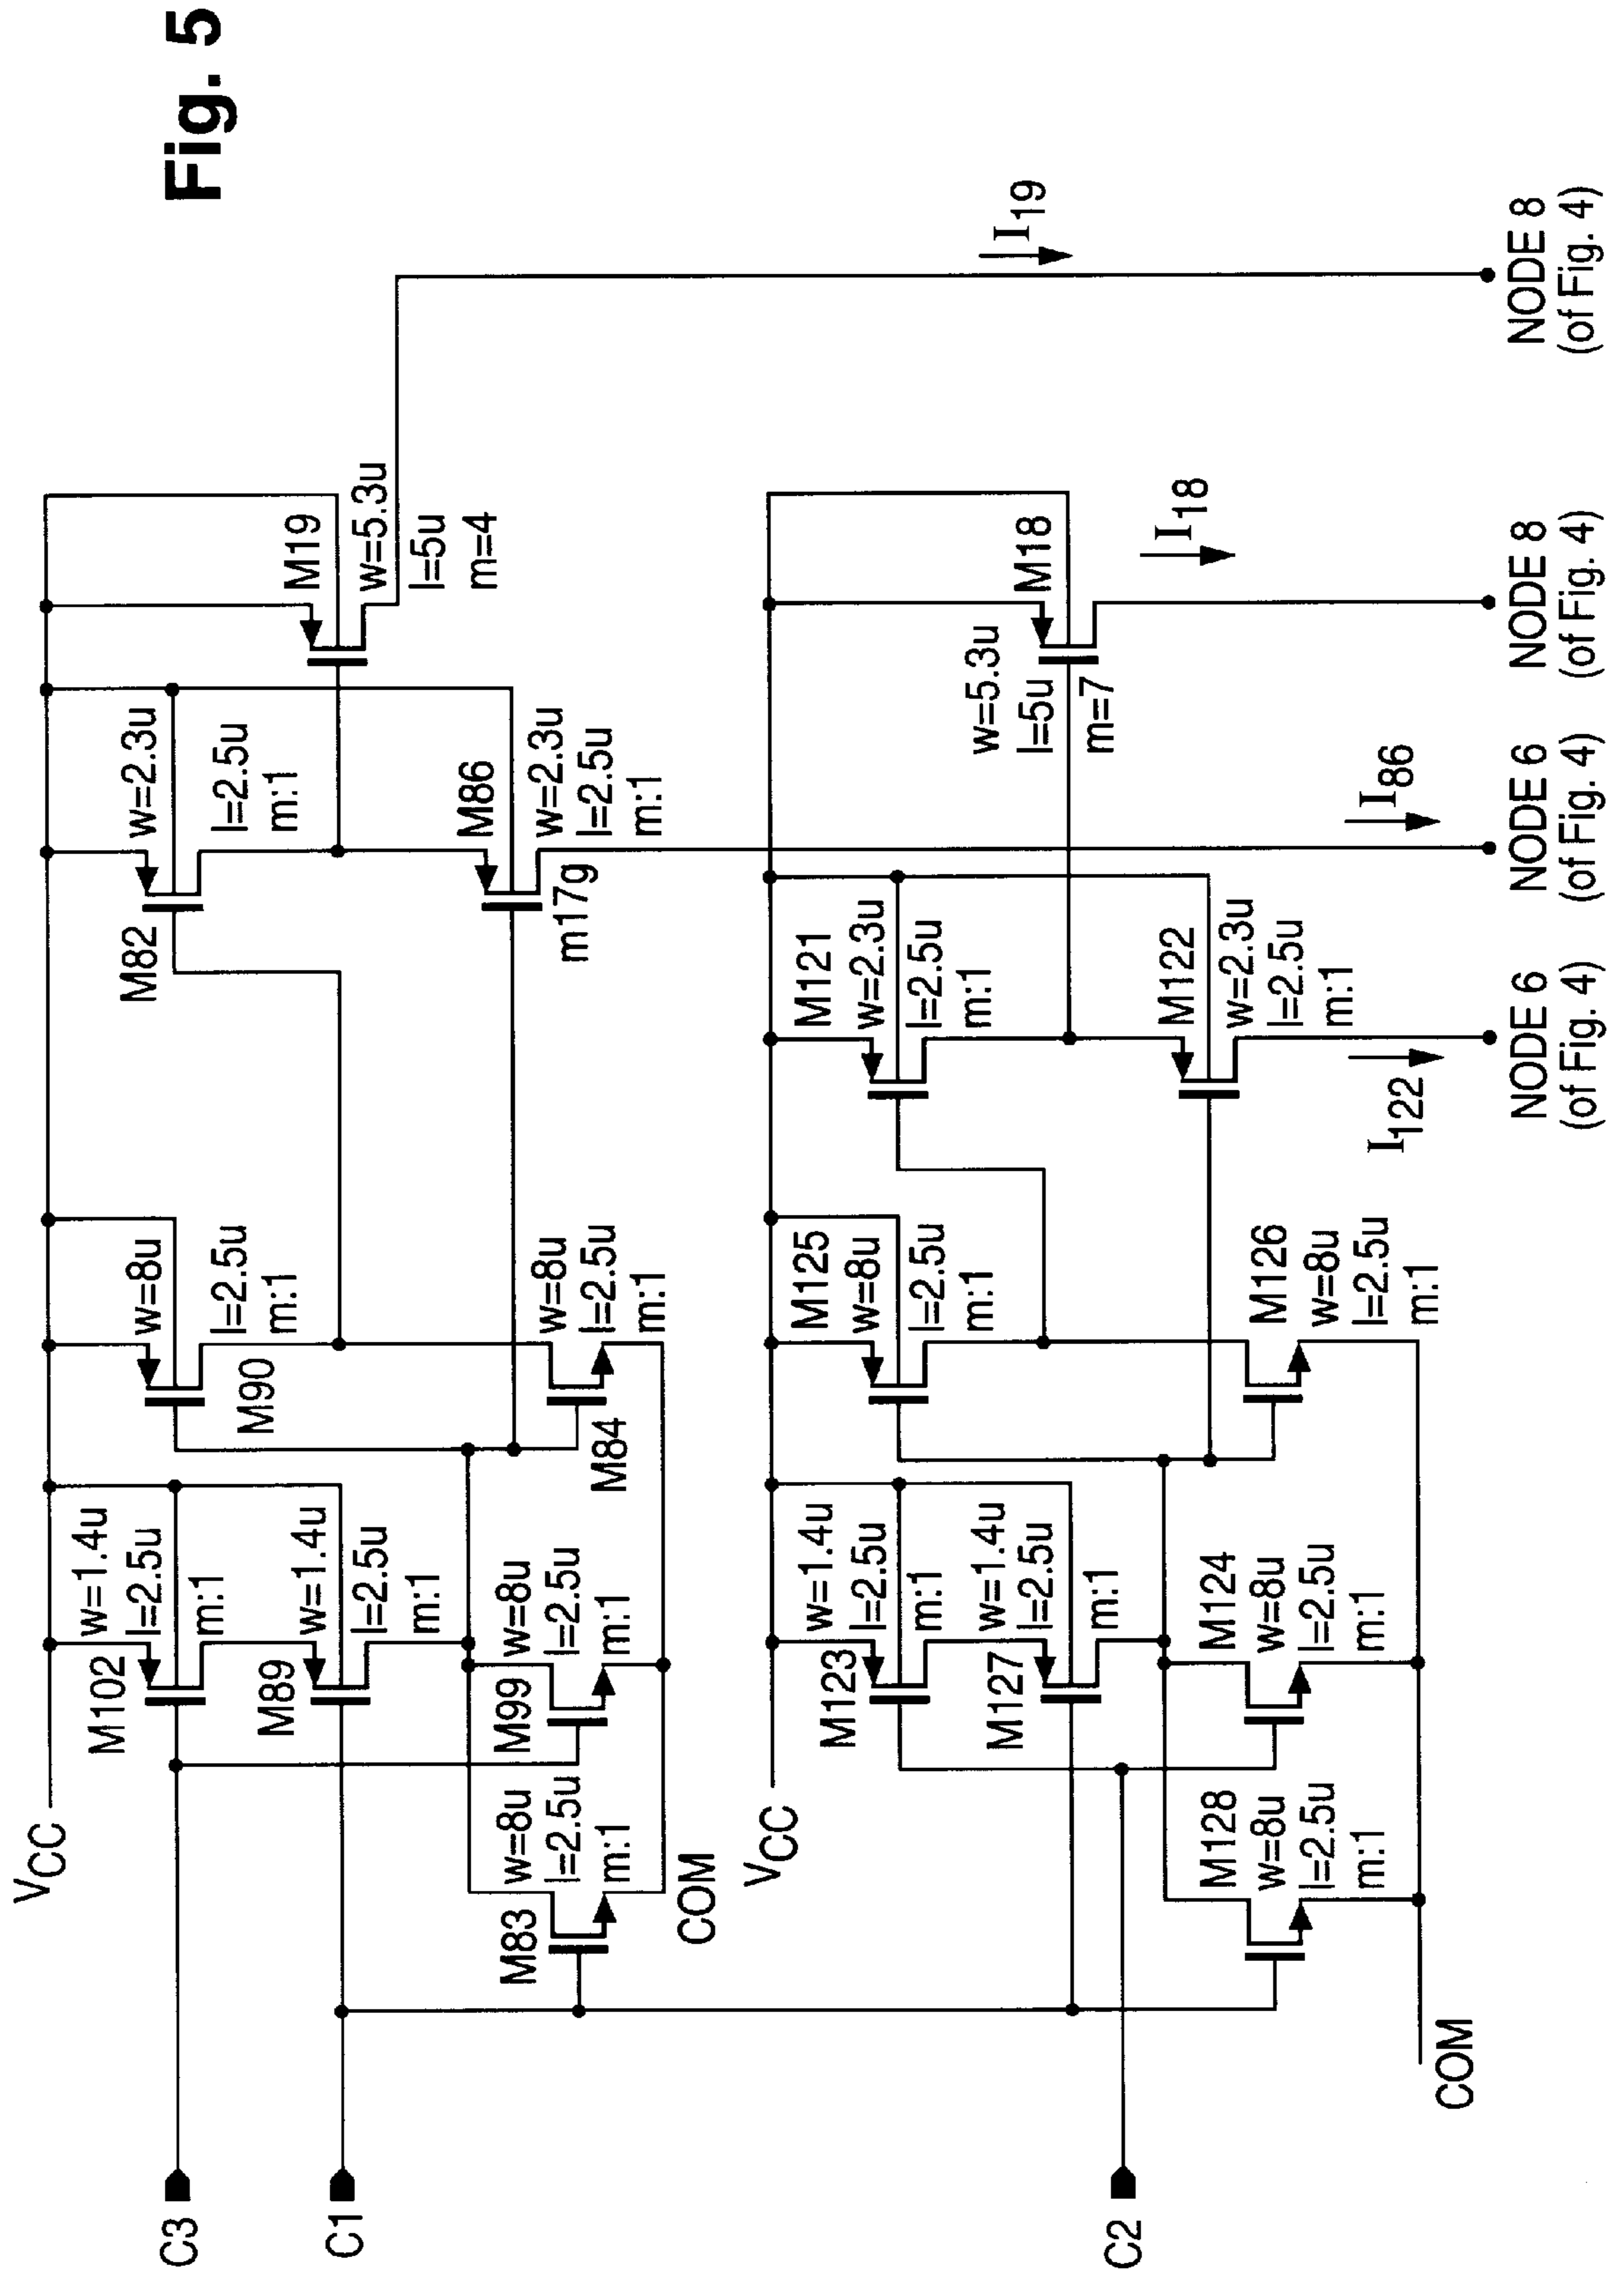 Fig. 5
VCC
C3
C1
M102
w=1.4u
l=2.5u
m:1
M89
w=1.4u
l=2.5u
m:1
M83
w=8u
l=2.5u
m:1
M99
w=8u
l=2.5u
m:1
COM
M90
w=8u
l=2.5u
m:1
M84
w=8u
l=2.5u
m:1
M82
w=2.3u
l=2.5u
m:1
M86
w=2.3u
l=2.5u
m:1
m17g
M19
w=5.3u
l=5u
m=4
I19
NODE 8
(of Fig. 4)
VCC
C2
M123
w=1.4u
l=2.5u
m:1
M127
w=1.4u
l=2.5u
m:1
M128
w=8u
l=2.5u
m:1
M124
w=8u
l=2.5u
m:1
COM
M125
w=8u
l=2.5u
m:1
M126
w=8u
l=2.5u
m:1
M121
w=2.3u
l=2.5u
m:1
M122
w=2.3u
l=2.5u
m:1
M18
w=5.3u
l=5u
m=7
I122
I86
I18
NODE 6
(of Fig. 4)
NODE 6
(of Fig. 4)
NODE 8
(of Fig. 4)